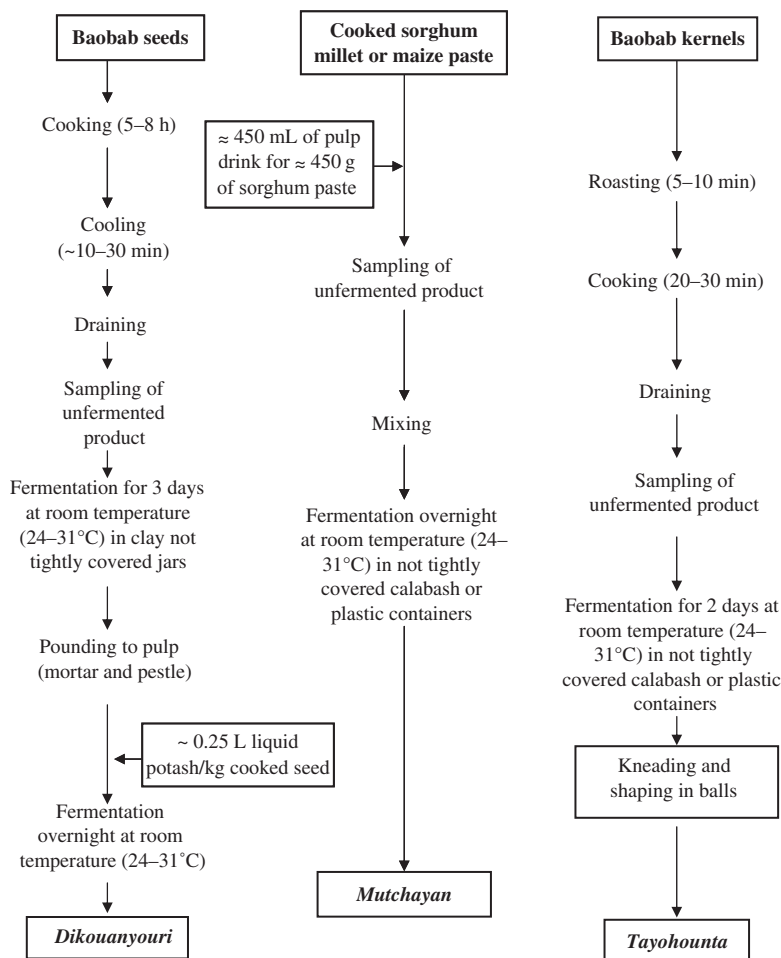 Baobab seeds
Cooking (5–8 h)
Cooling
(~10–30 min)
Draining
Sampling of
unfermented
product
Fermentation for 3 days
at room temperature
(24–31°C) in clay not
tightly covered jars
Pounding to pulp
(mortar and pestle)
~ 0.25 L liquid
potash/kg cooked seed
Fermentation
overnight at room
temperature (24–31˚C)
Dikouanyouri
Cooked sorghum
millet or maize paste
≈ 450 mL of pulp
drink for ≈ 450 g
of sorghum paste
Sampling of
unfermented product
Mixing
Fermentation overnight
at room temperature (24–
31°C) in not tightly
covered calabash or
plastic containers
Mutchayan
Baobab kernels
Roasting (5–10 min)
Cooking (20–30 min)
Draining
Sampling of
unfermented product
Fermentation for 2 days at
room temperature (24–
31°C) in not tightly
covered calabash or plastic
containers
Kneading and
shaping in balls
Tayohounta